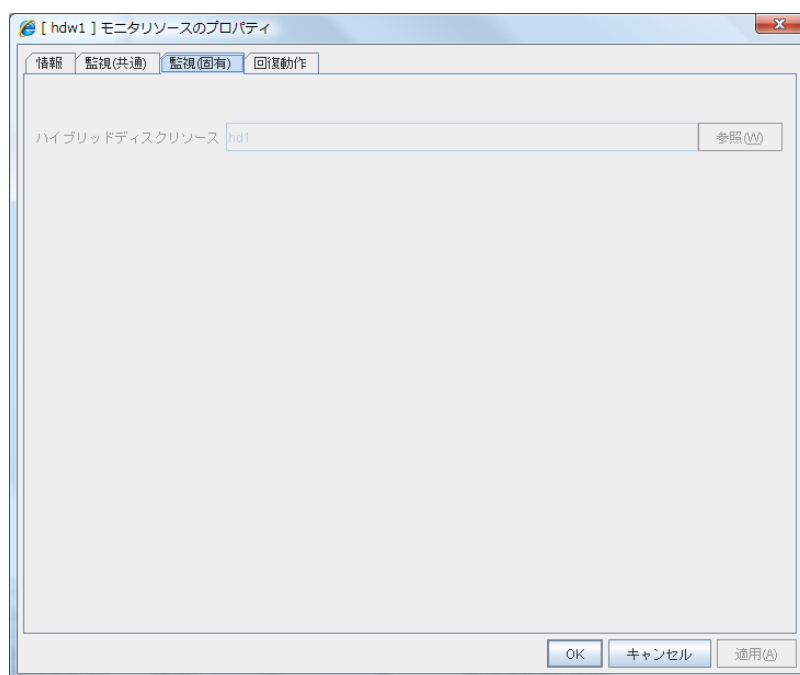 [ hdw1 ] モニタリソースのプロパティ
情報 監視(共通) 監視(固有) 回復動作
ハイブリッドディスクリソース hd1 参照(W)
OK キャンセル 適用(A)